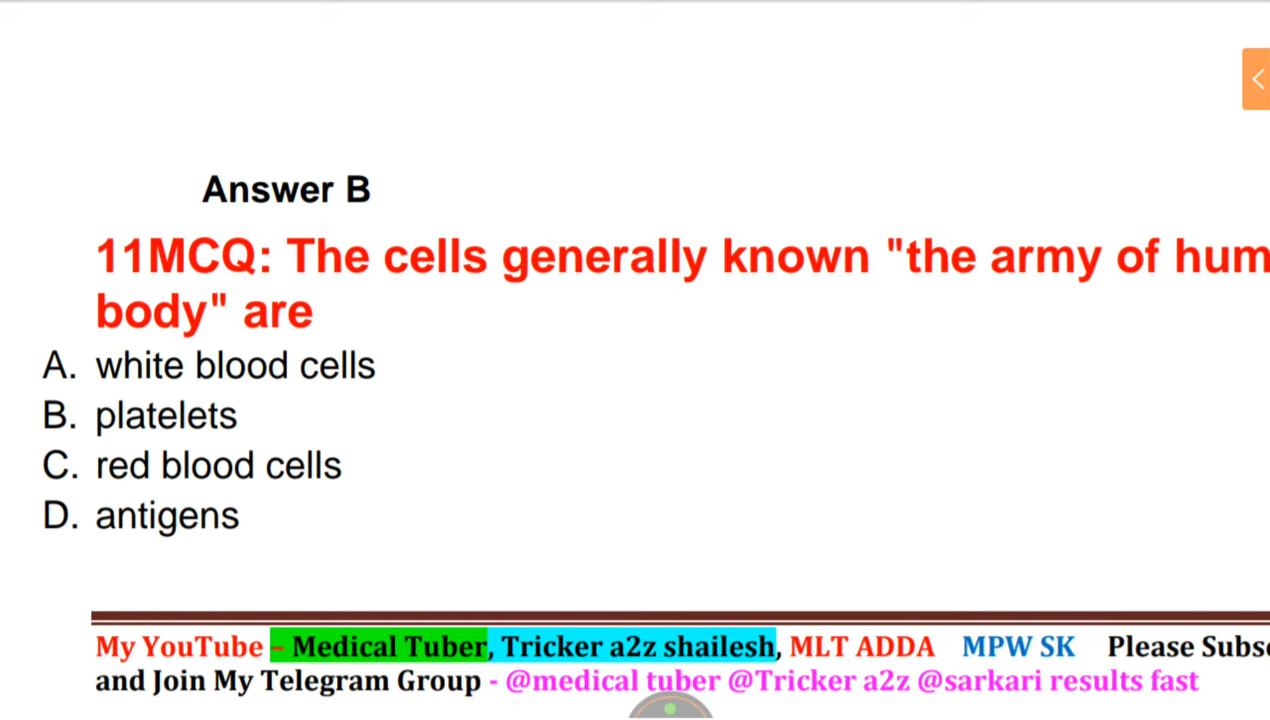 Answer B
11MCQ: The cells generally known "the army of hum
body" are
A. white blood cells
B. platelets
C. red blood cells
D. antigens
My YouTube – Medical Tuber, Tricker a2z shailesh, MLT ADDA MPW SK Please Subs
and Join My Telegram Group - @medical tuber @Tricker a2z @sarkari results fast